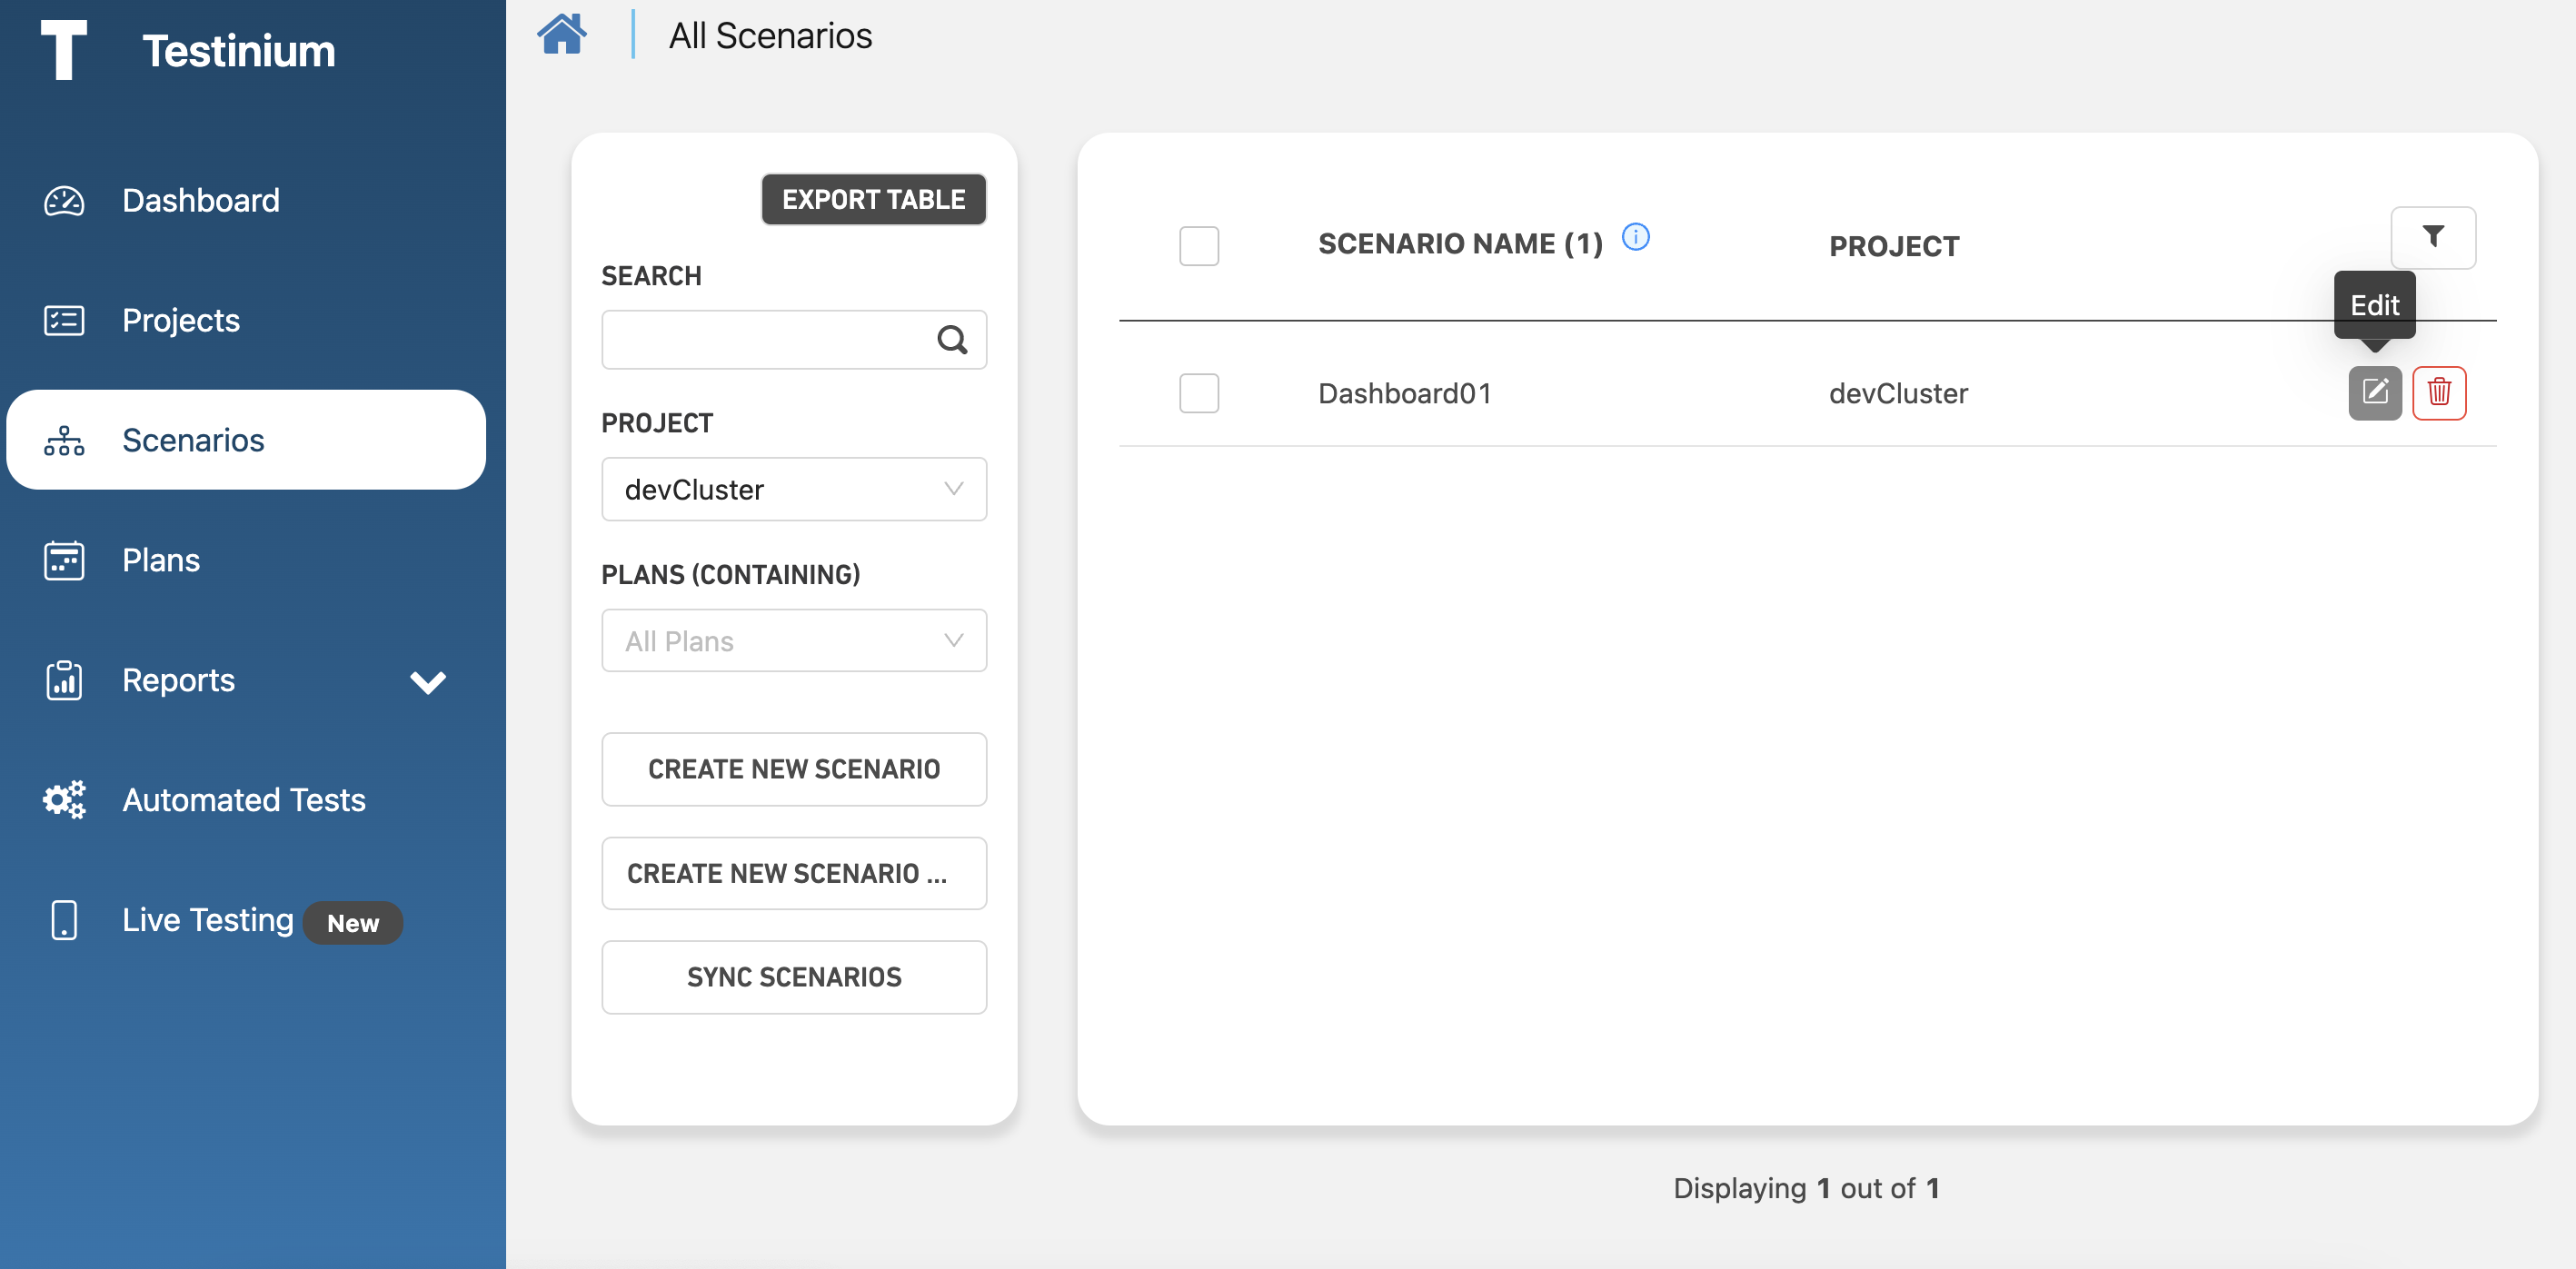 T Testinium
All Scenarios
Dashboard
Projects
Scenarios
Plans
Reports
Automated Tests
Live Testing New
EXPORT TABLE
SEARCH
PROJECT
devCluster
PLANS (CONTAINING)
All Plans
CREATE NEW SCENARIO
CREATE NEW SCENARIO ...
SYNC SCENARIOS
SCENARIO NAME (1) PROJECT
Edit
Dashboard01 devCluster
Displaying 1 out of 1